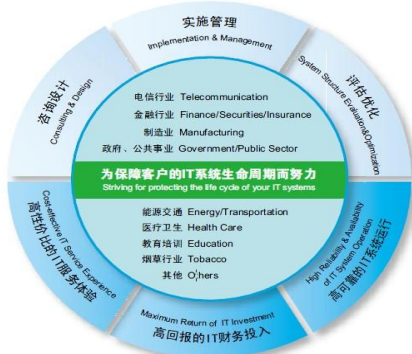 实施管理
Implementation & Management
咨询设计
Consulting & Design
评估优化
System Structure Evaluation&Optimization
电信行业 Telecommunication
金融行业 Finance/Securities/Insurance
制造业 Manufacturing
政府、公共事业 Government/Public Sector
为保障客户的IT系统生命周期而努力
Striving for protecting the life cycle of your IT systems
能源交通 Energy/Transportation
医疗卫生 Health Care
教育培训 Education
烟草行业 Tobacco
其他 Others
Cost-effective IT Service Experience
高性价比的IT服务体验
High Reliability & Availability
of IT System Operation
高可靠的IT系统运行
Maximum Return of IT Investment
高回报的IT财务投入